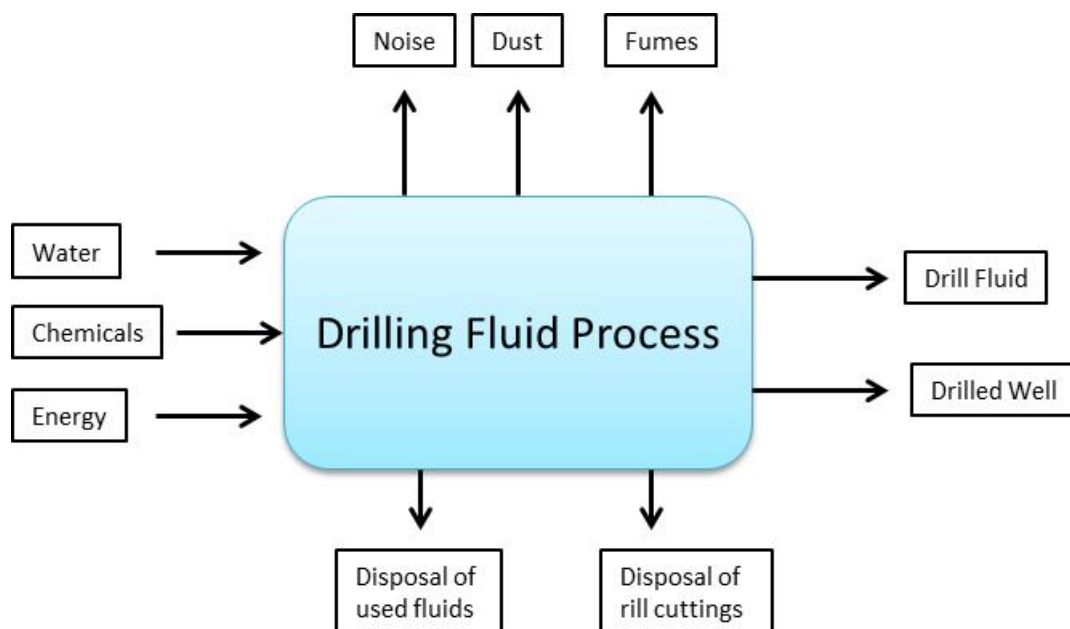 Noise
Dust
Fumes
Water
Chemicals
Energy
Drilling Fluid Process
Drill Fluid
Drilled Well
Disposal of
used fluids
Disposal of
rill cuttings